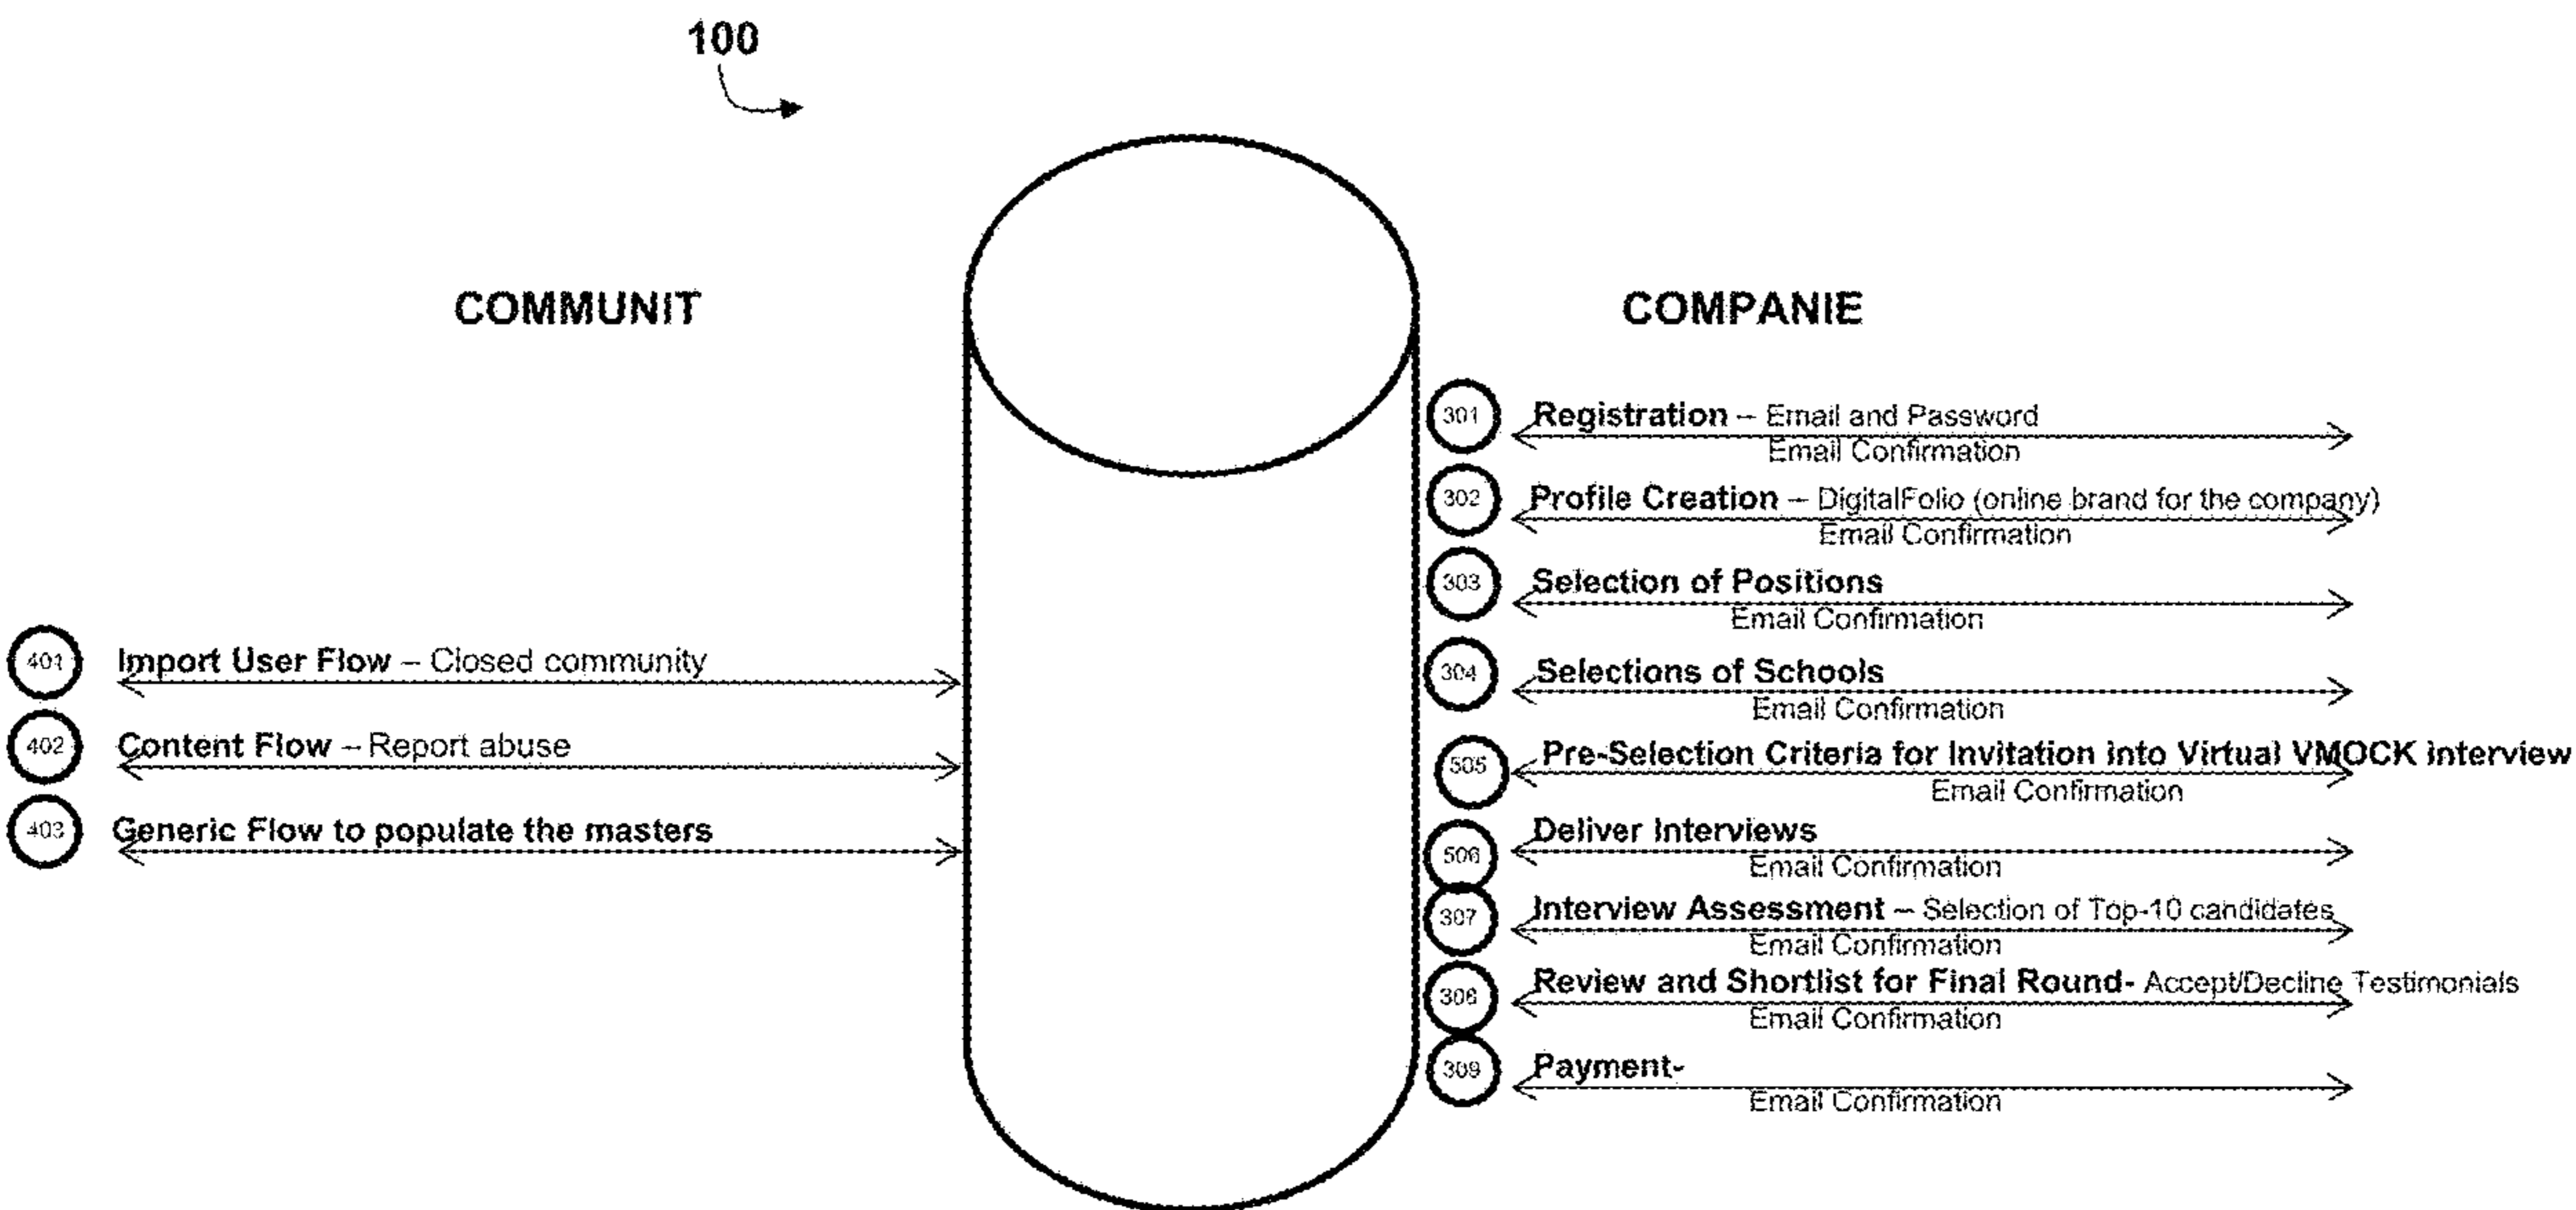 100
COMMUNIT
401
Import User Flow – Closed community
402
Content Flow – Report abuse
403
Generic Flow to populate the masters
COMPANIE
301
Registration – Email and Password
Email Confirmation
302
Profile Creation – DigitalFolio (online brand for the company)
Email Confirmation
303
Selection of Positions
Email Confirmation
304
Selections of Schools
Email Confirmation
505
Pre-Selection Criteria for Invitation into Virtual VMOCK interview
Email Confirmation
506
Deliver Interviews
Email Confirmation
307
Interview Assessment – Selection of Top-10 candidates
Email Confirmation
308
Review and Shortlist for Final Round- Accept/Decline Testimonials
Email Confirmation
309
Payment-
Email Confirmation